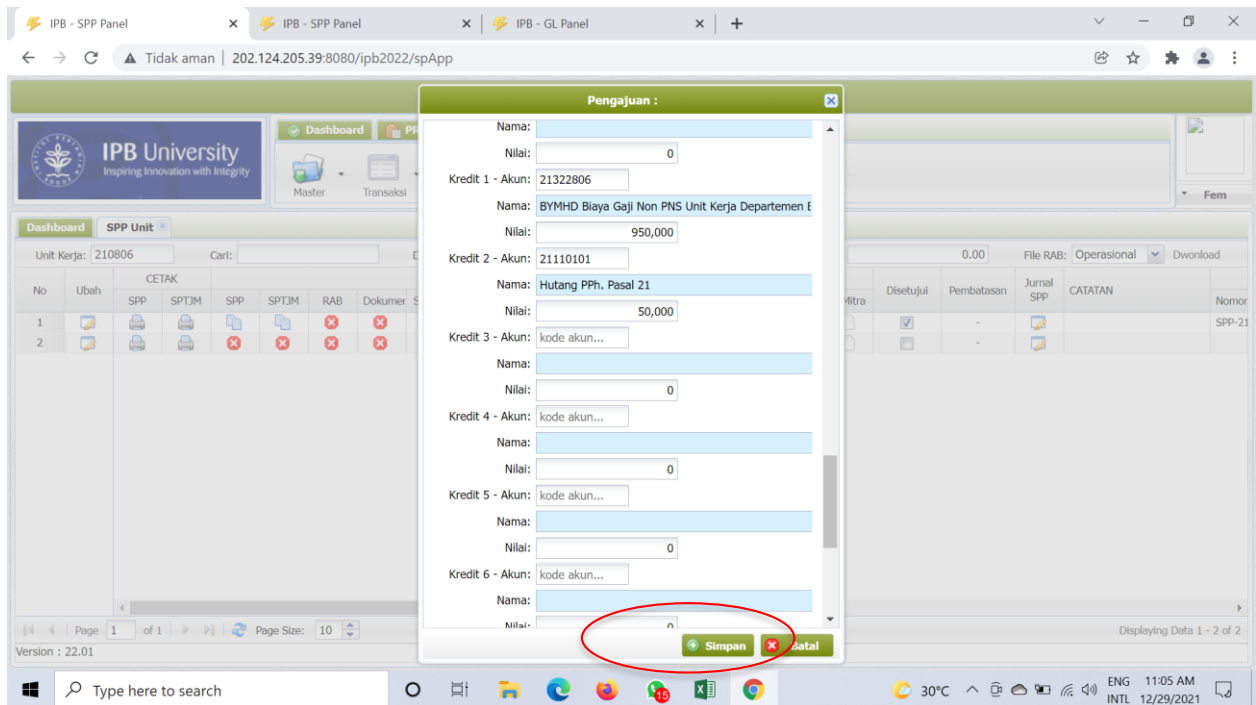 IPB - SPP Panel
IPB - SPP Panel
IPB - GL Panel
Tidak aman | 202.124.205.39:8080/ipb2022/spApp
Pengajuan :
IPB University
Inspiring Innovation with Integrity
Dashboard
Master
Transaksi
Fem
Dashboard
SPP Unit
Unit Kerja: 210806
Cari:
0.00
File RAB: Operasional
Dwonload
No
Ubah
CETAK
SPP
SPTJM
SPP
SPTJM
RAB
Disetujui
Pembatasan
Jurnal SPP
CATATAN
Nomor
1
-
SPP-21
2
-
Nama:
Nilai: 0
Kredit 1 - Akun: 21322806
Nama: BYMHD Biaya Gaji Non PNS Unit Kerja Departemen
Nilai: 950,000
Kredit 2 - Akun: 21110101
Nama: Hutang PPh. Pasal 21
Nilai: 50,000
Kredit 3 - Akun: kode akun...
Nama:
Nilai: 0
Kredit 4 - Akun: kode akun...
Nama:
Nilai: 0
Kredit 5 - Akun: kode akun...
Nama:
Nilai: 0
Kredit 6 - Akun: kode akun...
Nama:
Nilai: 0
Simpan
Batal
Page 1 of 1
Page Size: 10
Displaying Data 1 - 2 of 2
Version : 22.01
Type here to search
15
30°C
ENG
INTL
11:05 AM
12/29/2021